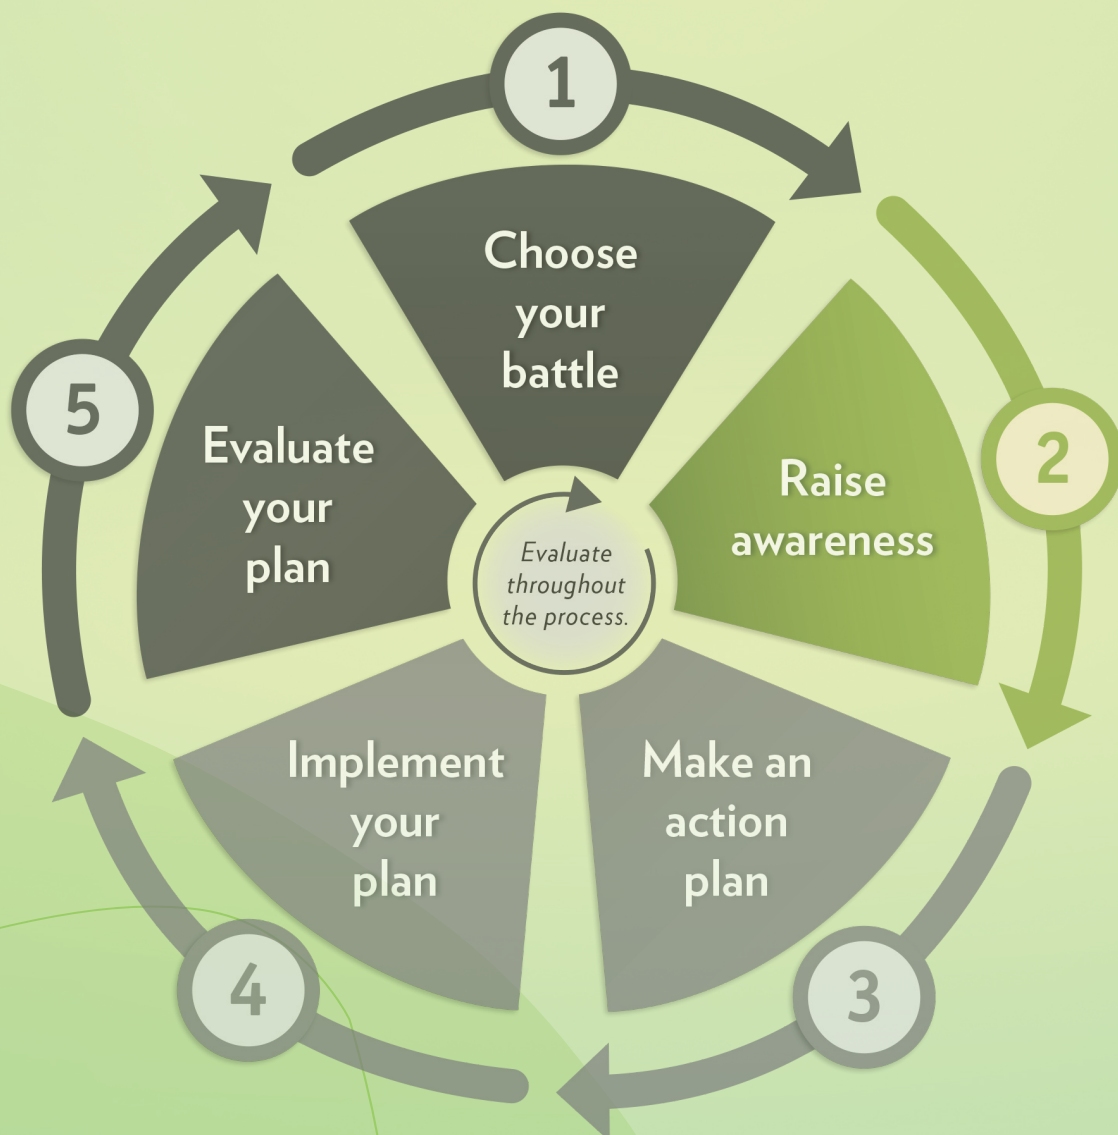 1
Choose
your
battle
2
Raise
awareness
3
Make an
action
plan
4
Implement
your
plan
5
Evaluate
your
plan
Evaluate
throughout
the process.